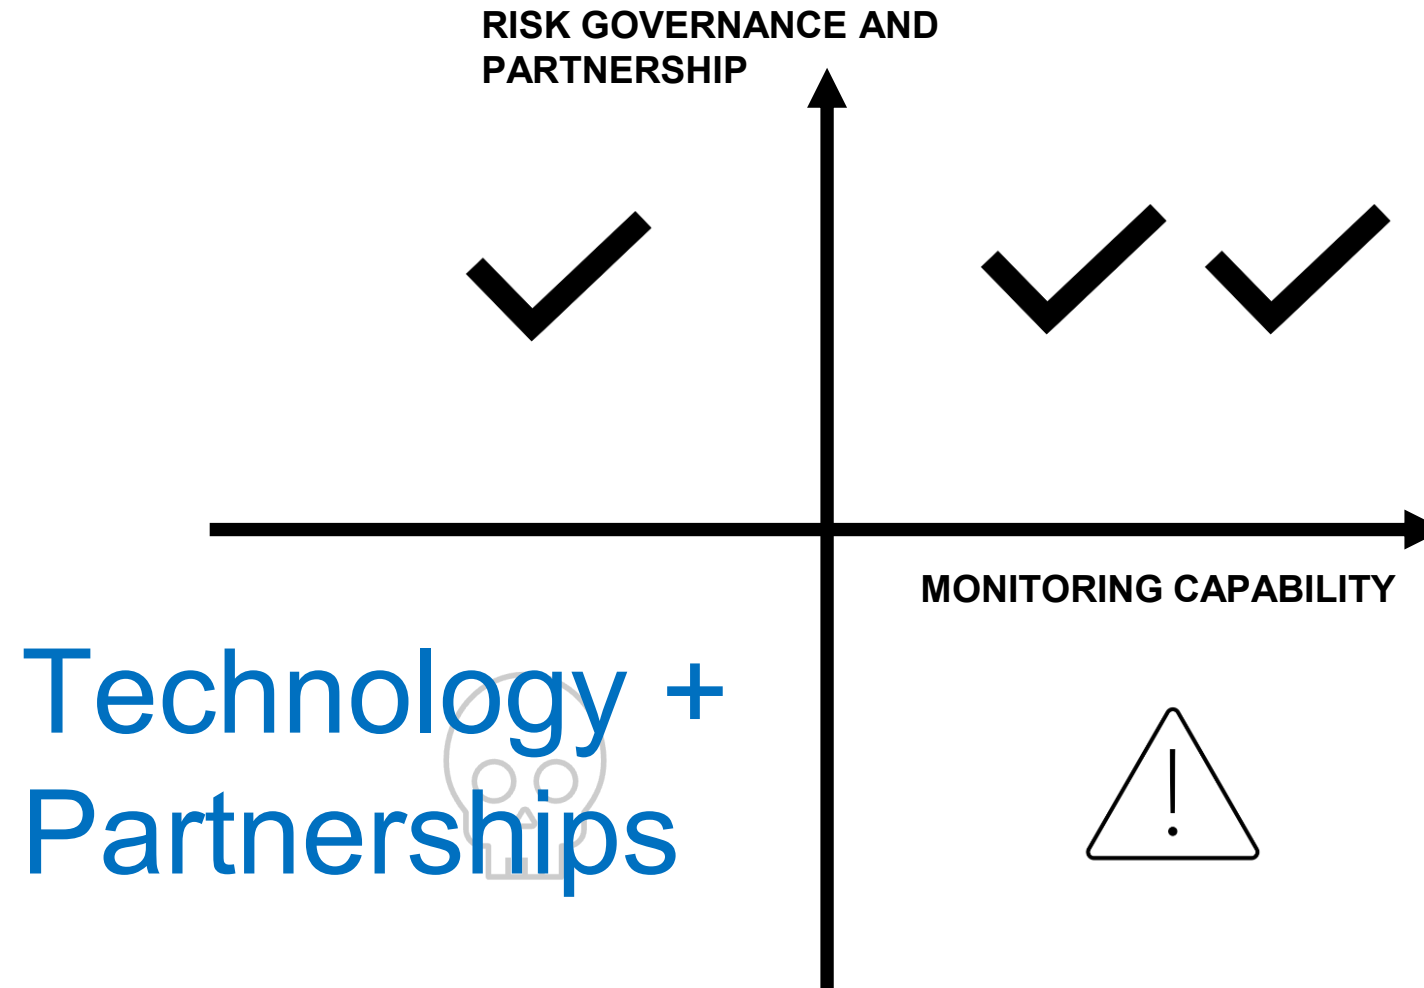 RISK GOVERNANCE AND
PARTNERSHIP
MONITORING CAPABILITY
Technology +
Partnerships